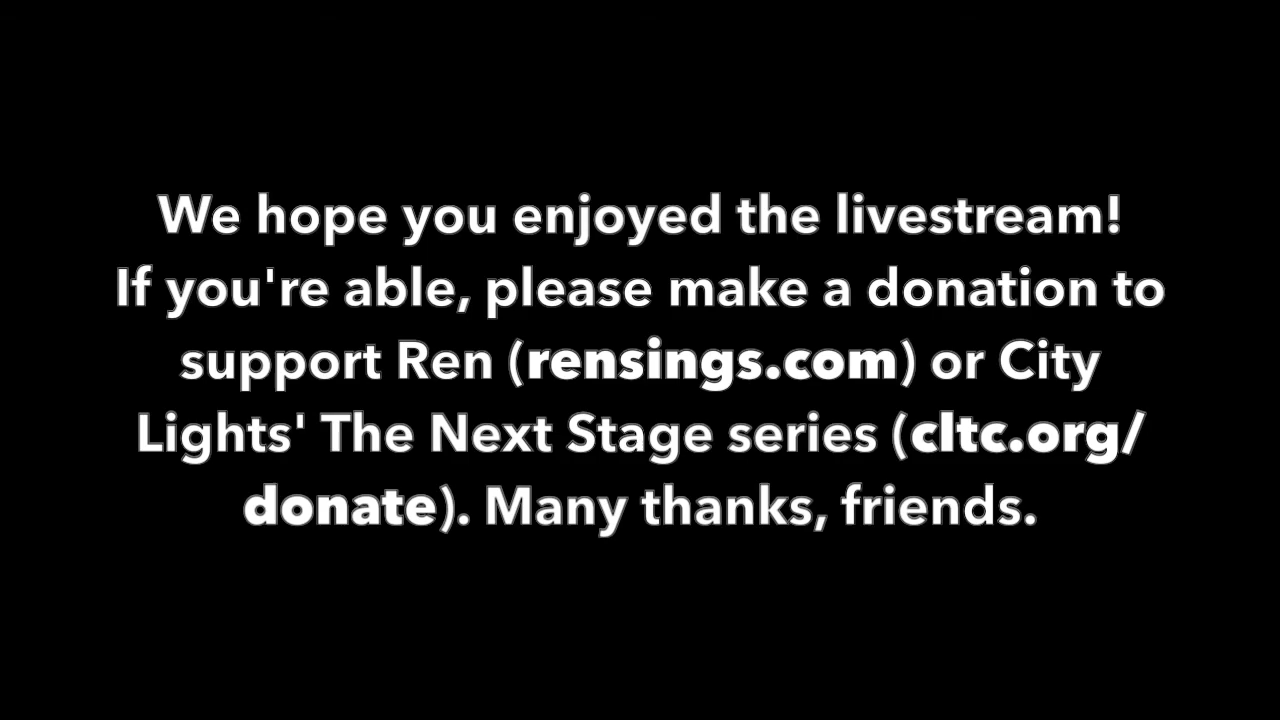 We hope you enjoyed the livestream!
If you're able, please make a donation to
support Ren (rensings.com) or City
Lights' The Next Stage series (cltc.org/
donate). Many thanks, friends.